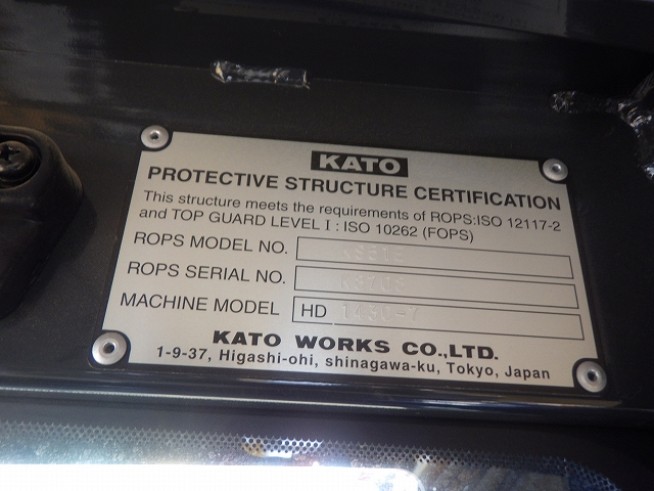 KATO
PROTECTIVE STRUCTURE CERTIFICATION
This structure meets the requirements of ROPS:ISO 12117-2
and TOP GUARD LEVEL I : ISO 10262 (FOPS)
ROPS MODEL NO.
ROPS SERIAL NO.
MACHINE MODEL HD 1430-7
KATO WORKS CO.,LTD.
1-9-37, Higashi-ohi, shinagawa-ku, Tokyo, Japan